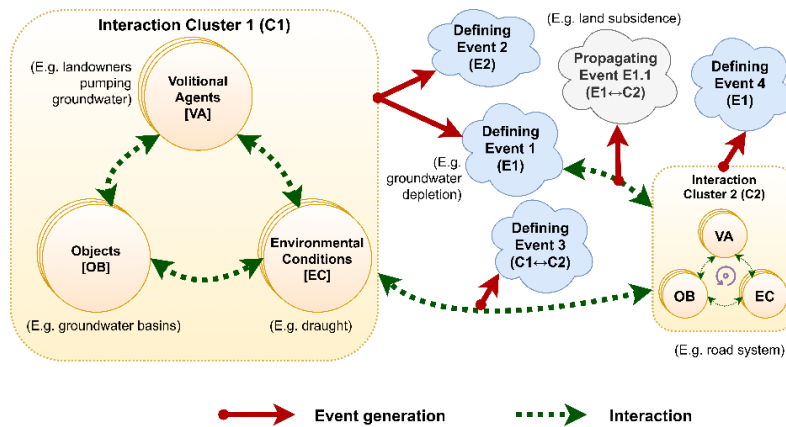 Interaction Cluster 1 (C1)
(E.g. landowners
pumping
groundwater)
Volitional
Agents
[VA]
Objects
[OB]
Environmental
Conditions
[EC]
(E.g. groundwater basins)
(E.g. draught)
Defining
Event 2
(E2)
(E.g. land subsidence)
Propagating
Event E1.1
(E1↔C2)
Defining
Event 4
(E1)
Defining
Event 1
(E1)
(E.g.
groundwater
depletion)
Defining
Event 3
(C1↔C2)
Interaction
Cluster 2 (C2)
VA
OB
EC
(E.g. road system)
Event generation
Interaction